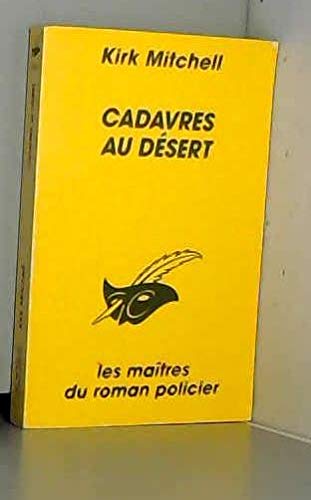 Kirk Mitchell
CADAVRES
AU DÉSERT
les maîtres
du roman policier